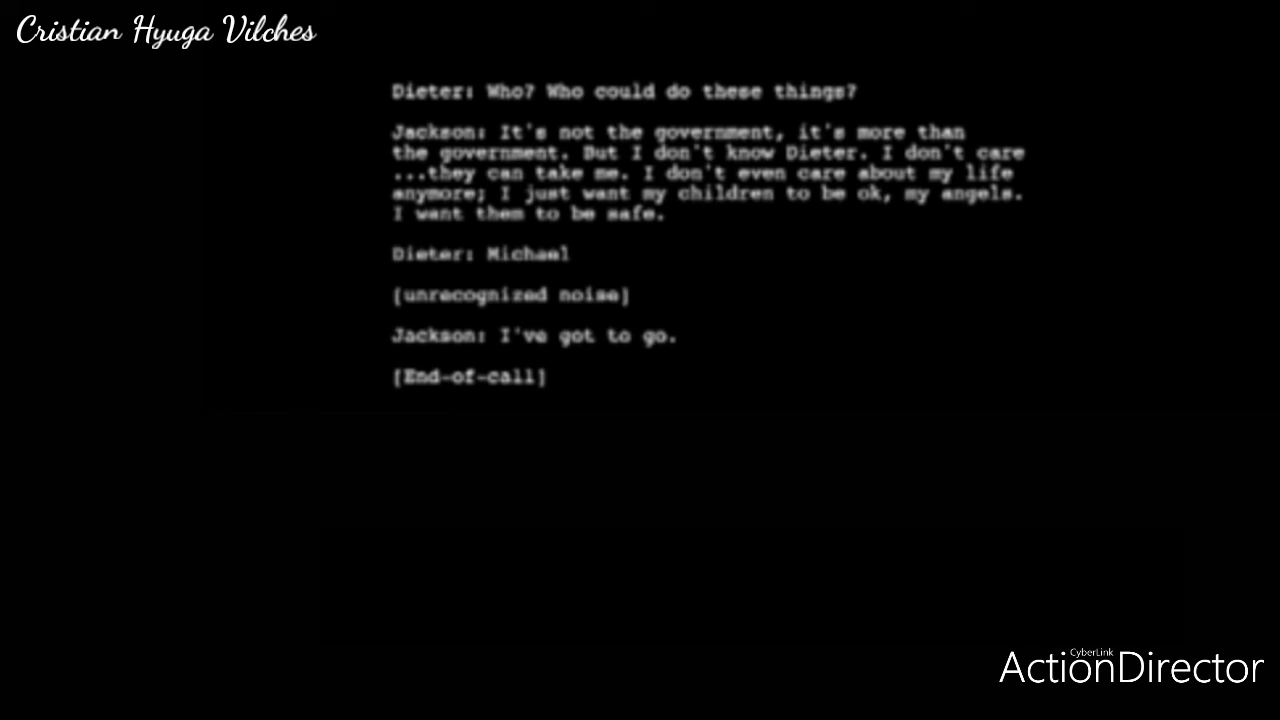 Cristian Hyuga Vilches
Dieter: Who? Who could do these things?
Jackson: It's not the government, it's more than
the government. But I don't know Dieter. I don't care
...they can take me. I don't even care about my life
anymore; I just want my children to be ok, my angels.
I want them to be safe.
Dieter: Michael
[unrecognized noise]
Jackson: I've got to go.
[End-of-call]
CyberLink
ActionDirector